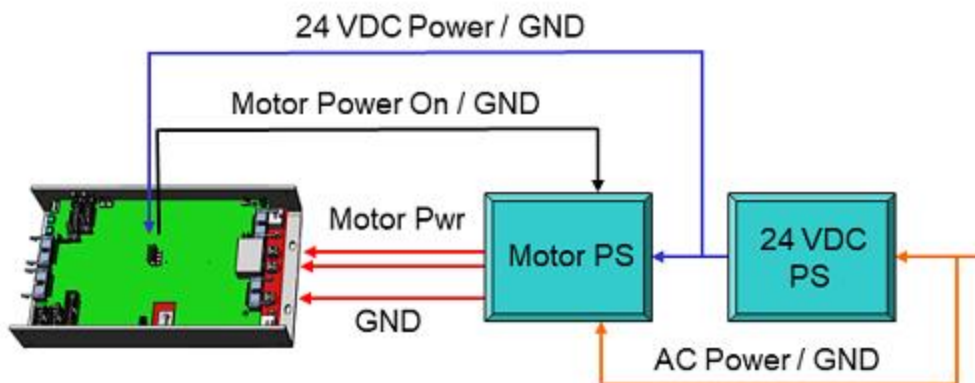 24 VDC Power / GND
Motor Power On / GND
Motor Pwr
Motor PS
24 VDC
PS
GND
AC Power / GND